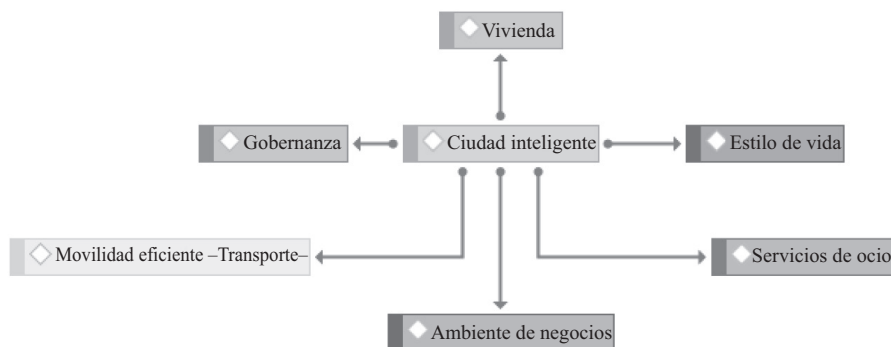 Vivienda
Gobernanza
Ciudad inteligente
Estilo de vida
Movilidad eficiente –Transporte–
Servicios de ocio
Ambiente de negocios